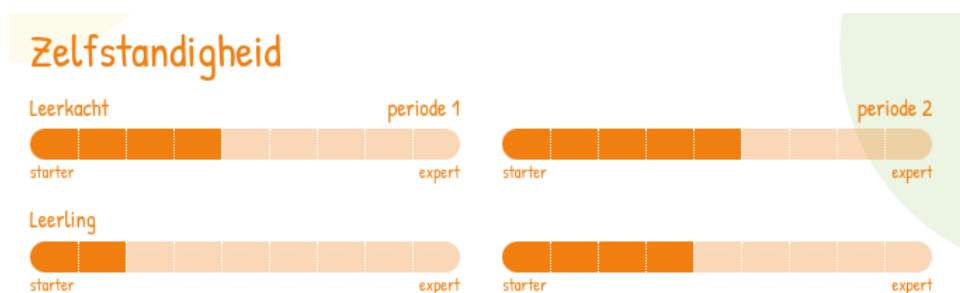 Zelfstandigheid
Leerkacht periode 1 periode 2
starter expert starter expert
Leerling
starter expert starter expert